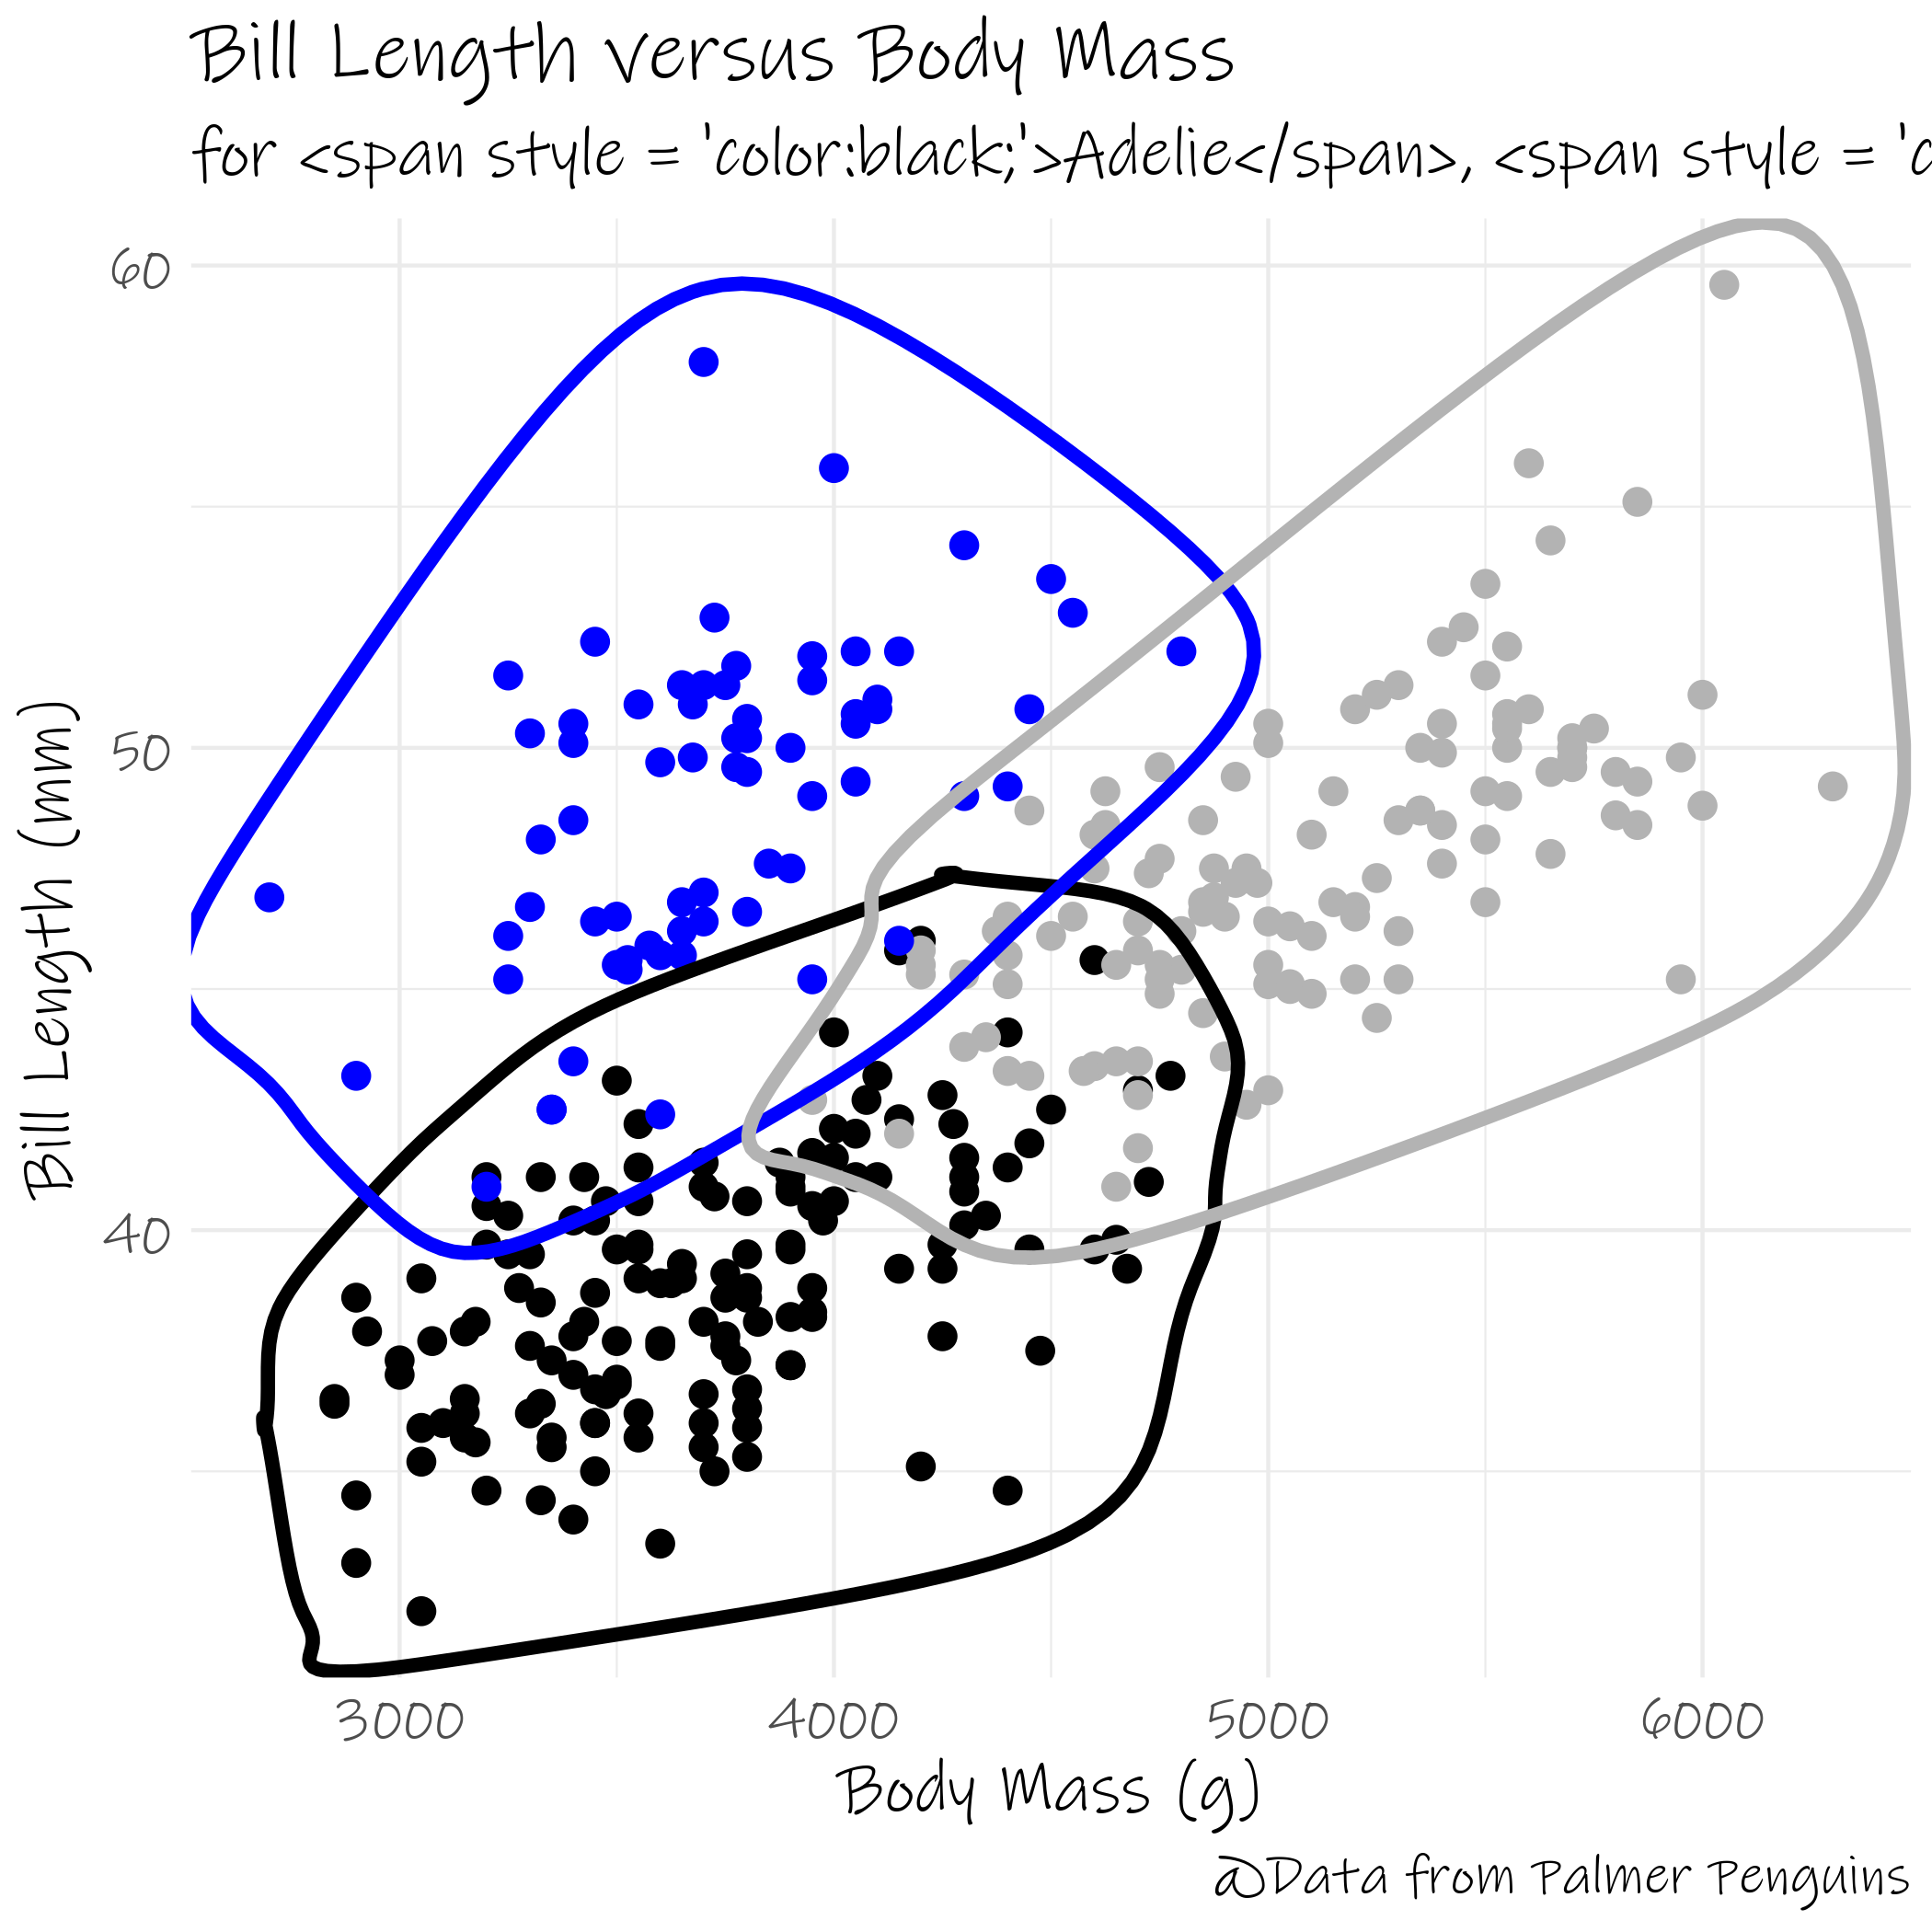 Bill Length versus Body Mass
for <span style = 'color:black;'>Adelie</span>, <span style = 'c
60
50
40
Bill Length (mm)
3000 4000 5000 6000
Body Mass (g)
@Data from Palmer Penguins